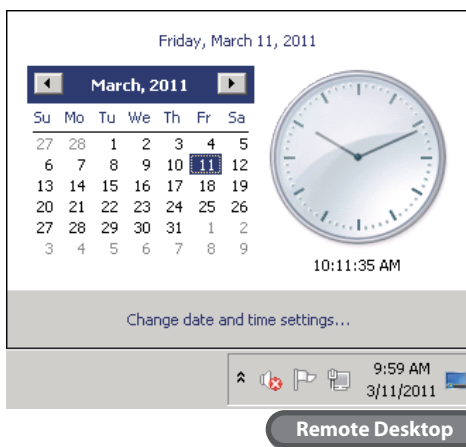 Friday, March 11, 2011
March, 2011
Su Mo Tu We Th Fr Sa
27 28 1 2 3 4 5
6 7 8 9 10 11 12
13 14 15 16 17 18 19
20 21 22 23 24 25 26
27 28 29 30 31 1 2
3 4 5 6 7 8 9
10:11:35 AM
Change date and time settings...
9:59 AM
3/11/2011
Remote Desktop